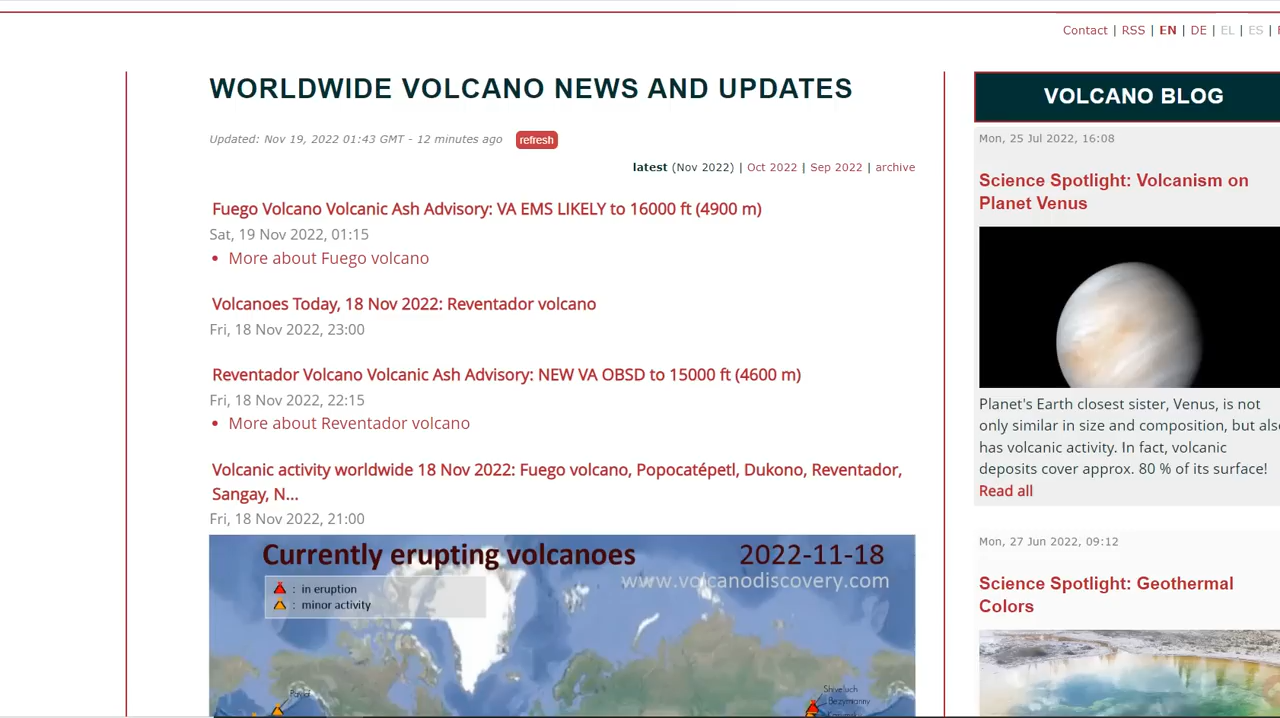 Contact | RSS | EN | DE | EL | ES |
WORLDWIDE VOLCANO NEWS AND UPDATES
Updated: Nov 19, 2022 01:43 GMT - 12 minutes ago refresh
latest (Nov 2022) | Oct 2022 | Sep 2022 | archive
Fuego Volcano Volcanic Ash Advisory: VA EMS LIKELY to 16000 ft (4900 m)
Sat, 19 Nov 2022, 01:15
• More about Fuego volcano
Volcanoes Today, 18 Nov 2022: Reventador volcano
Fri, 18 Nov 2022, 23:00
Reventador Volcano Volcanic Ash Advisory: NEW VA OBSD to 15000 ft (4600 m)
Fri, 18 Nov 2022, 22:15
• More about Reventador volcano
Volcanic activity worldwide 18 Nov 2022: Fuego volcano, Popocatépetl, Dukono, Reventador,
Sangay, N...
Fri, 18 Nov 2022, 21:00
Currently erupting volcanoes 2022-11-18
www.volcanodiscovery.com
: in eruption
: minor activity
Shiveluch
Bezymianny
VOLCANO BLOG
Mon, 25 Jul 2022, 16:08
Science Spotlight: Volcanism on
Planet Venus
Planet's Earth closest sister, Venus, is not
only similar in size and composition, but also
has volcanic activity. In fact, volcanic
deposits cover approx. 80 % of its surface!
Read all
Mon, 27 Jun 2022, 09:12
Science Spotlight: Geothermal
Colors